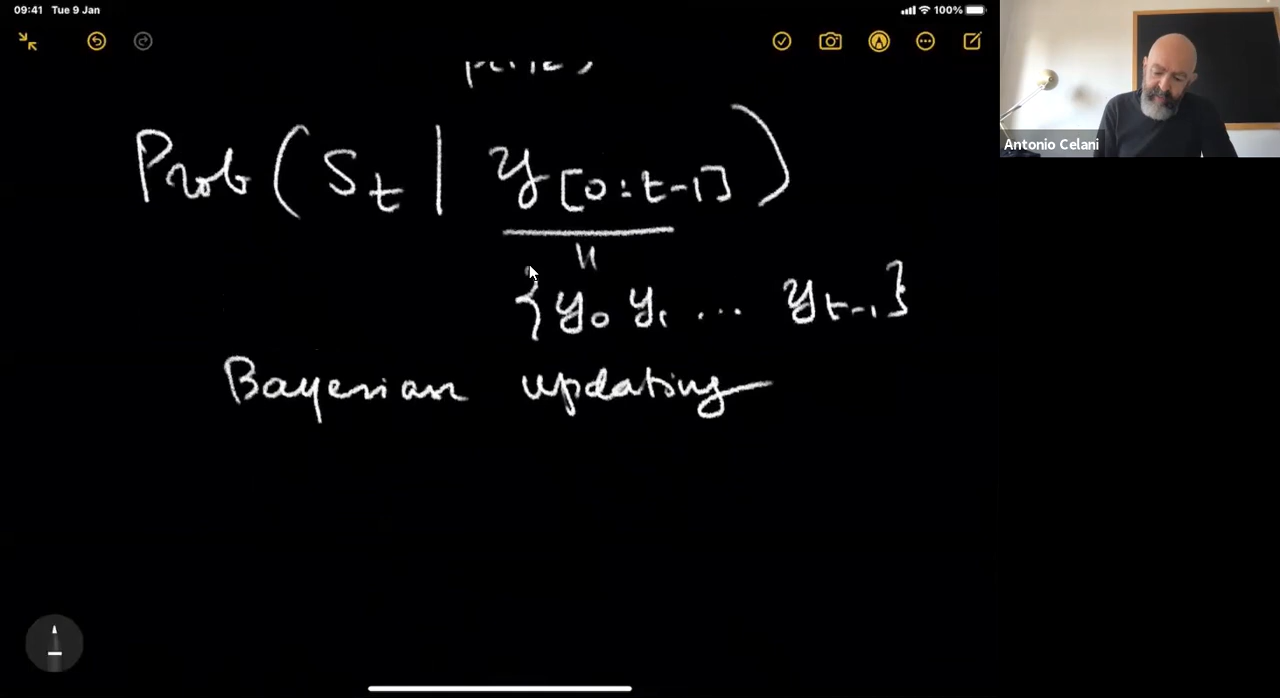 09:41 Tue 9 Jan 100%
Antonio Celani
Prob ( S_t | y_[0:t-1] )
{ y_0 y_1 ... y_t-1 }
Bayesian updating